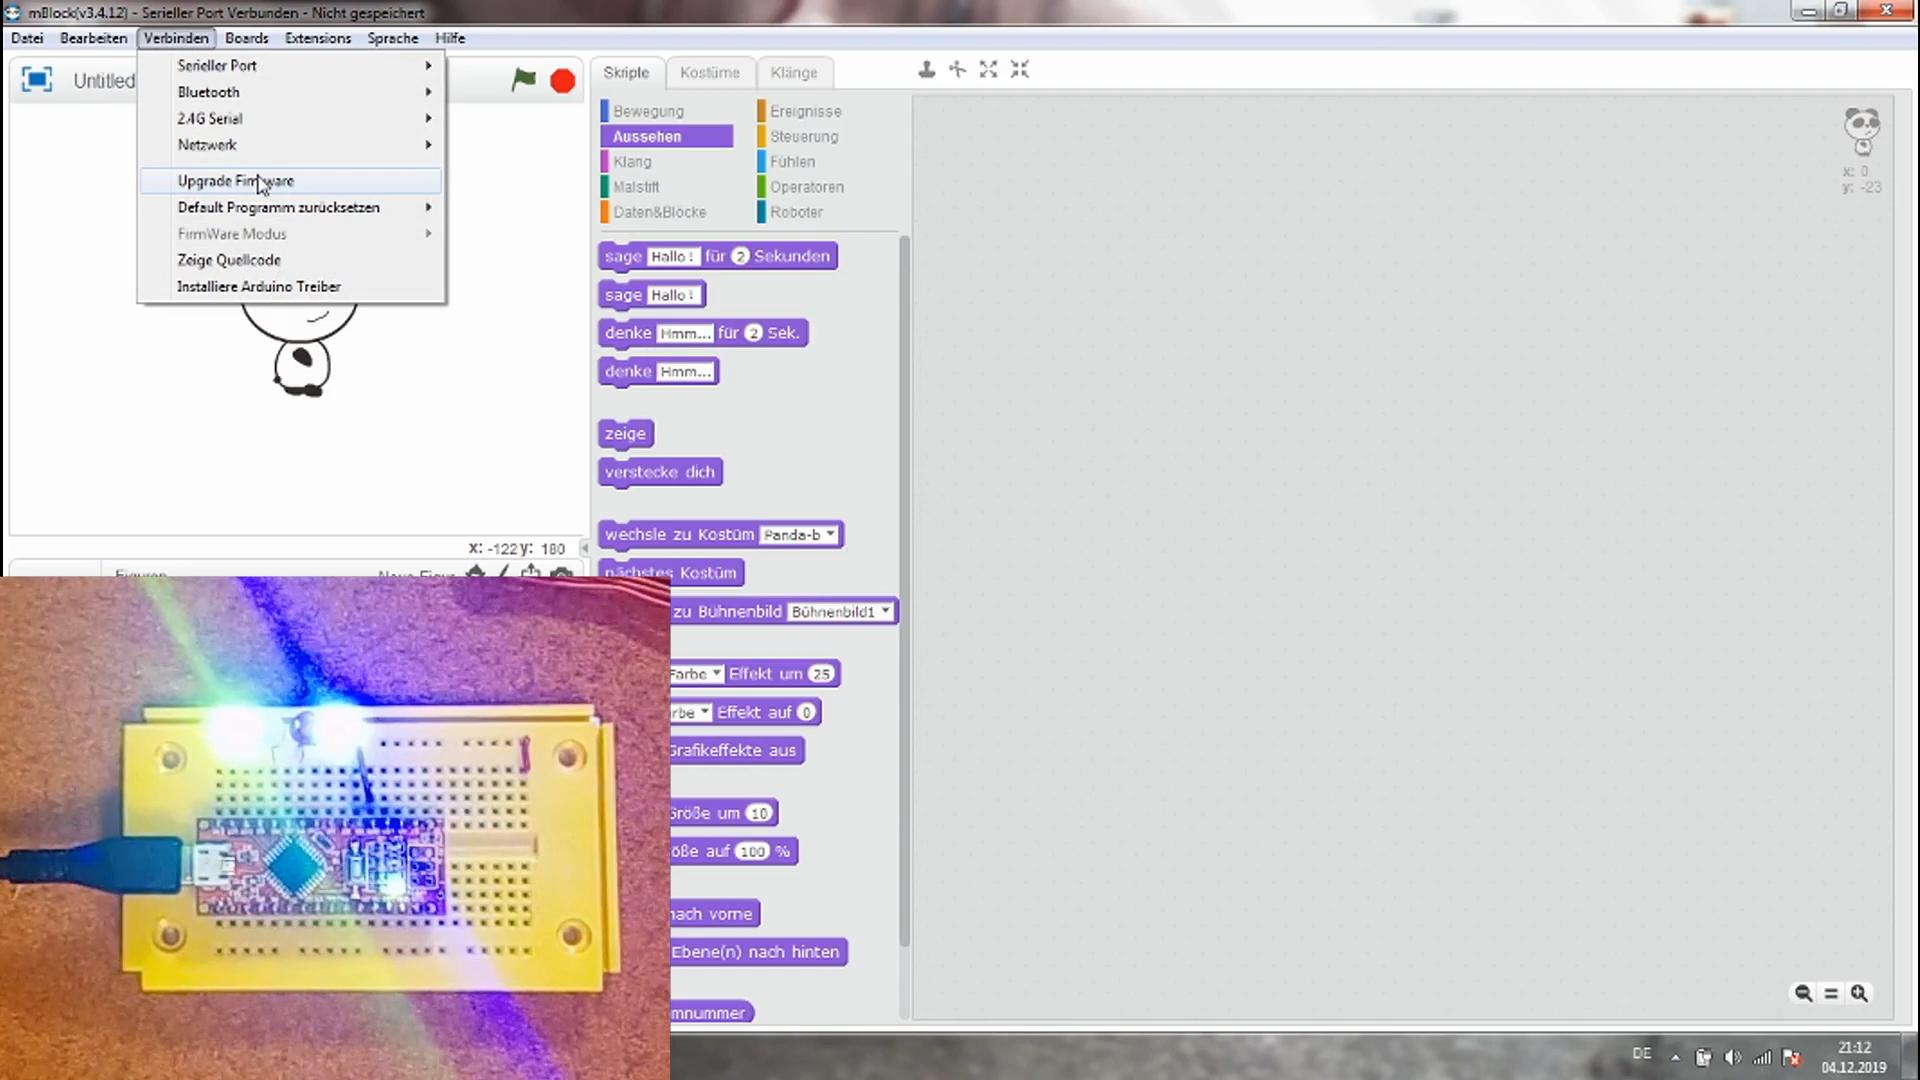 mBlock(v3.4.12) - Serieller Port Verbunden - Nicht gespeichert
Datei Bearbeiten Verbinden Boards Extensions Sprache Hilfe
Untitled
Serieller Port
Bluetooth
2.4G Serial
Netzwerk
Upgrade Firmware
Default Programm zurücksetzen
FirmWare Modus
Zeige Quellcode
Installiere Arduino Treiber
x: -122 y: 180
Figuren
Skripte Kostüme Klänge
Bewegung Ereignisse
Aussehen Steuerung
Klang Fühlen
Malstift Operatoren
Daten&Blöcke Roboter
sage Hallo! für 2 Sekunden
sage Hallo!
denke Hmm... für 2 Sek.
denke Hmm...
zeige
verstecke dich
wechsle zu Kostüm Panda-b
nächstes Kostüm
zu Bühnenbild Bühnenbild1
Farbe Effekt um 25
rbe Effekt auf 0
Grafikeffekte aus
Größe um 10
öße auf 100 %
nach vorne
Ebene(n) nach hinten
mnummer
x: 0
y: -23
DE
21:12
04.12.2019